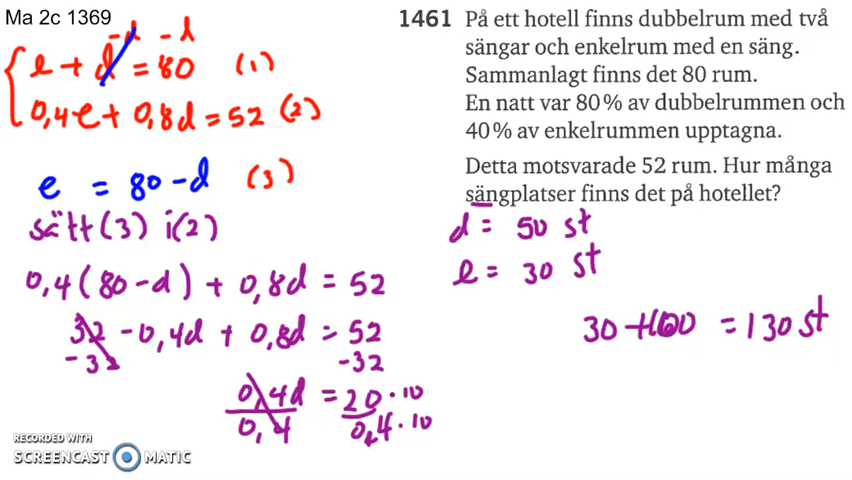 Ma 2c 1369
-d -d
e + d = 80 (1)
0,4e + 0,8d = 52 (2)
e = 80 - d (3)
sätt (3) i (2)
0,4(80 - d) + 0,8d = 52
32 - 0,4d + 0,8d = 52
-32 -32
0,4d = 20 · 10
0,4 0,4 · 10
RECORDED WITH
SCREENCAST MATIC
1461 På ett hotell finns dubbelrum med två
sängar och enkelrum med en säng.
Sammanlagt finns det 80 rum.
En natt var 80 % av dubbelrummen och
40 % av enkelrummen upptagna.
Detta motsvarade 52 rum. Hur många
sängplatser finns det på hotellet?
d = 50 st
e = 30 st
30 + 100 = 130 st